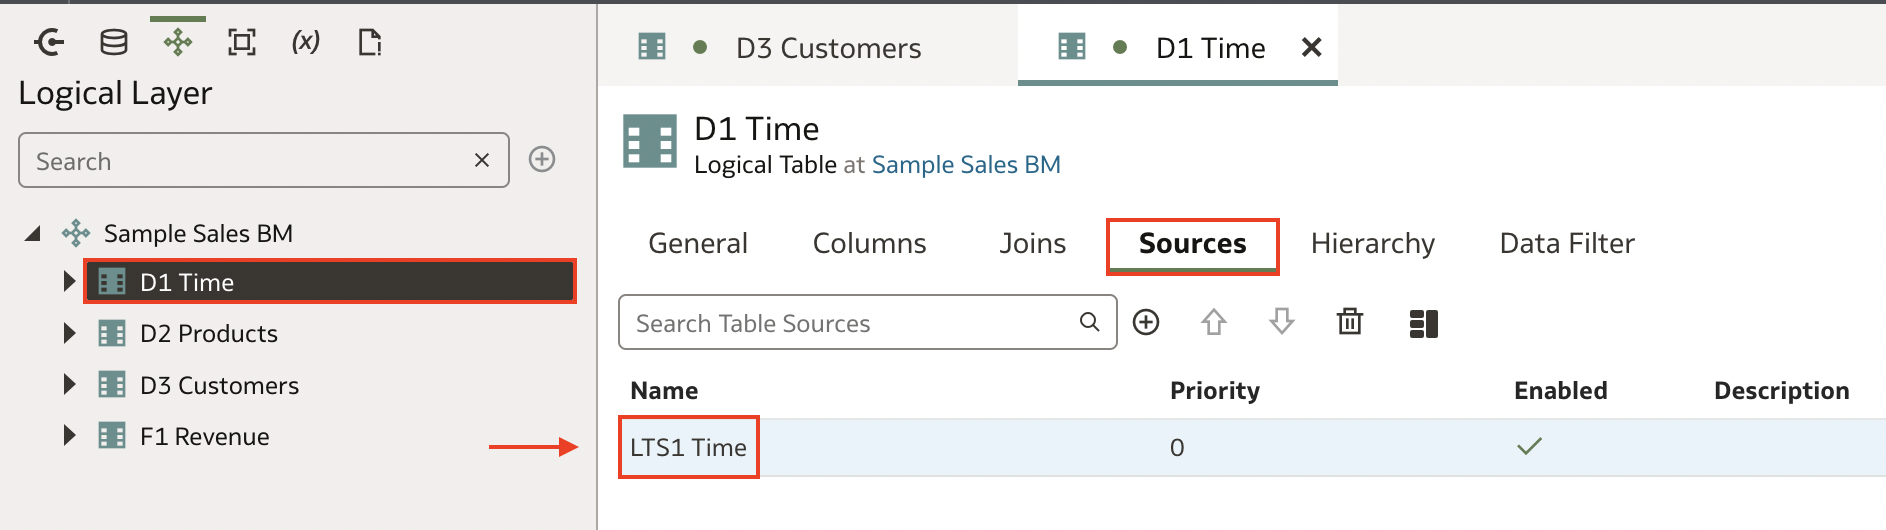 (x)
Logical Layer
Search
Sample Sales BM
D1 Time
D2 Products
D3 Customers
F1 Revenue
D3 Customers
D1 Time
D1 Time
Logical Table at Sample Sales BM
General Columns Joins Sources Hierarchy Data Filter
Search Table Sources
Name Priority Enabled Description
LTS1 Time 0